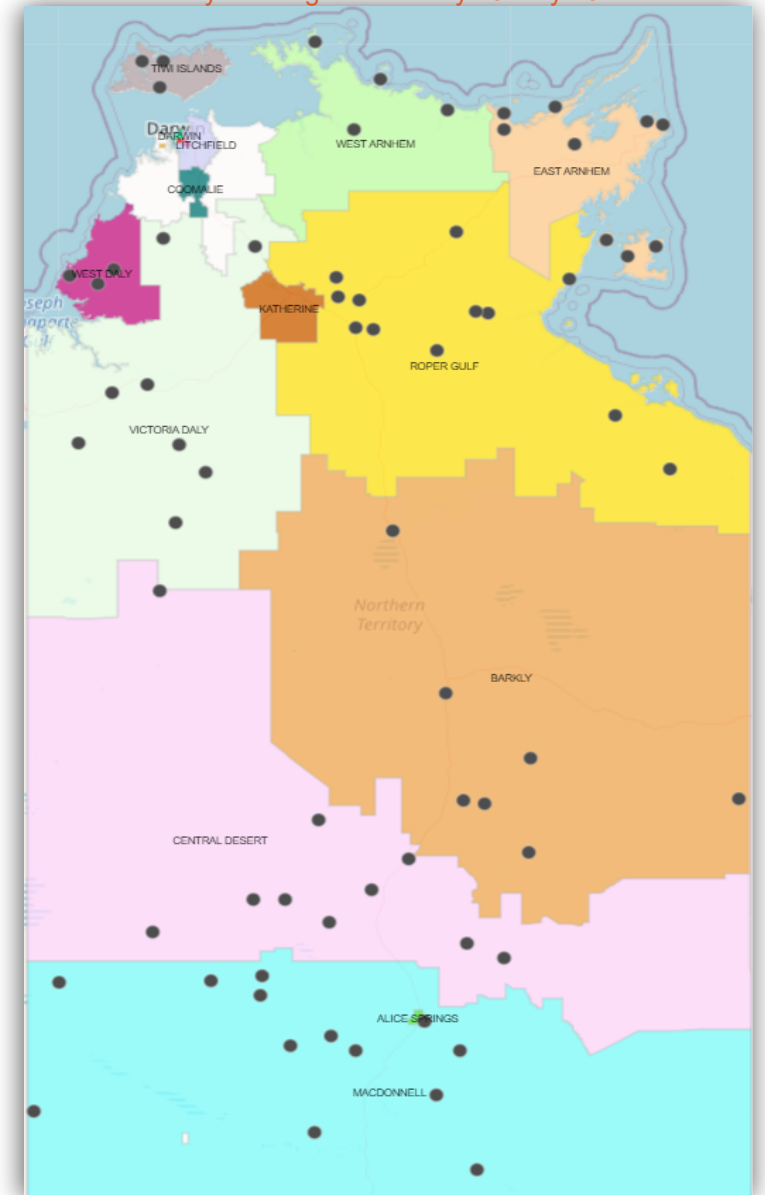 TIWI ISLANDS
Darwin
DARWIN
LITCHFIELD
WEST ARNHEM
EAST ARNHEM
COOMALIE
WEST DALY
KATHERINE
ROPER GULF
VICTORIA DALY
Northern
Territory
BARKLY
CENTRAL DESERT
ALICE SPRINGS
MACDONNELL